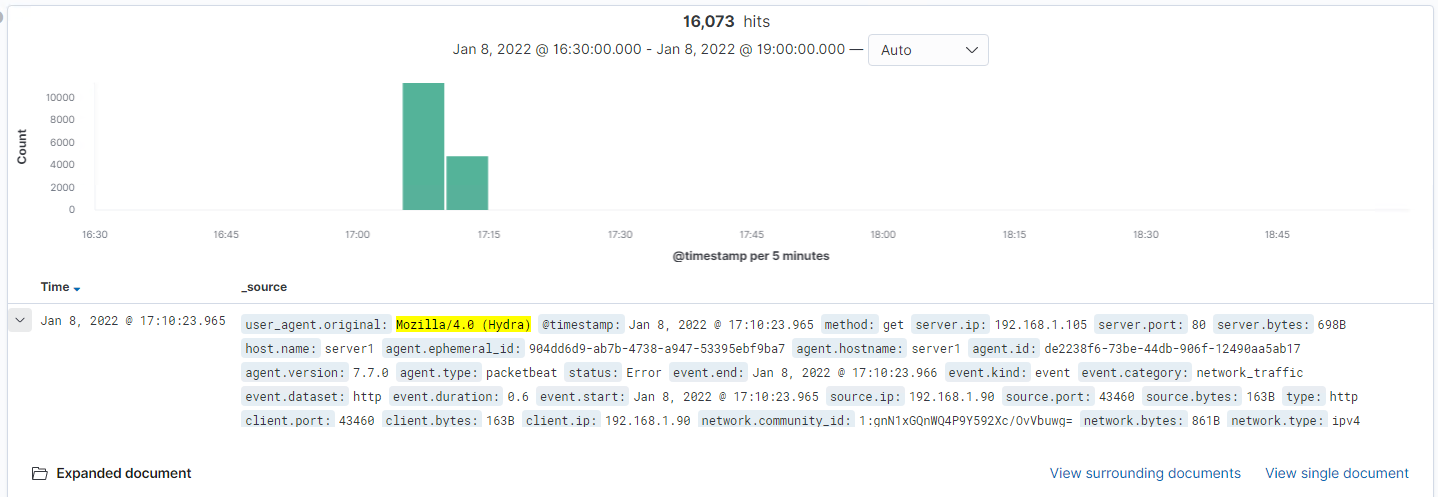 16,073 hits
Jan 8, 2022 @ 16:30:00.000 - Jan 8, 2022 @ 19:00:00.000 — Auto
Count
10000
8000
6000
4000
2000
0
16:30 16:45 17:00 17:15 17:30 17:45 18:00 18:15 18:30 18:45
@timestamp per 5 minutes
Time _source
Jan 8, 2022 @ 17:10:23.965 user_agent.original: Mozilla/4.0 (Hydra) @timestamp: Jan 8, 2022 @ 17:10:23.965 method: get server.ip: 192.168.1.105 server.port: 80 server.bytes: 698B
host.name: server1 agent.ephemeral_id: 904dd6d9-ab7b-4738-a947-53395ebf9ba7 agent.hostname: server1 agent.id: de2238f6-73be-44db-906f-12490aa5ab17
agent.version: 7.7.0 agent.type: packetbeat status: Error event.end: Jan 8, 2022 @ 17:10:23.966 event.kind: event event.category: network_traffic
event.dataset: http event.duration: 0.6 event.start: Jan 8, 2022 @ 17:10:23.965 source.ip: 192.168.1.90 source.port: 43460 source.bytes: 163B type: http
client.port: 43460 client.bytes: 163B client.ip: 192.168.1.90 network.community_id: 1:gnN1xGQnWQ4P9Y592Xc/OvVbuwg= network.bytes: 861B network.type: ipv4
Expanded document View surrounding documents View single document